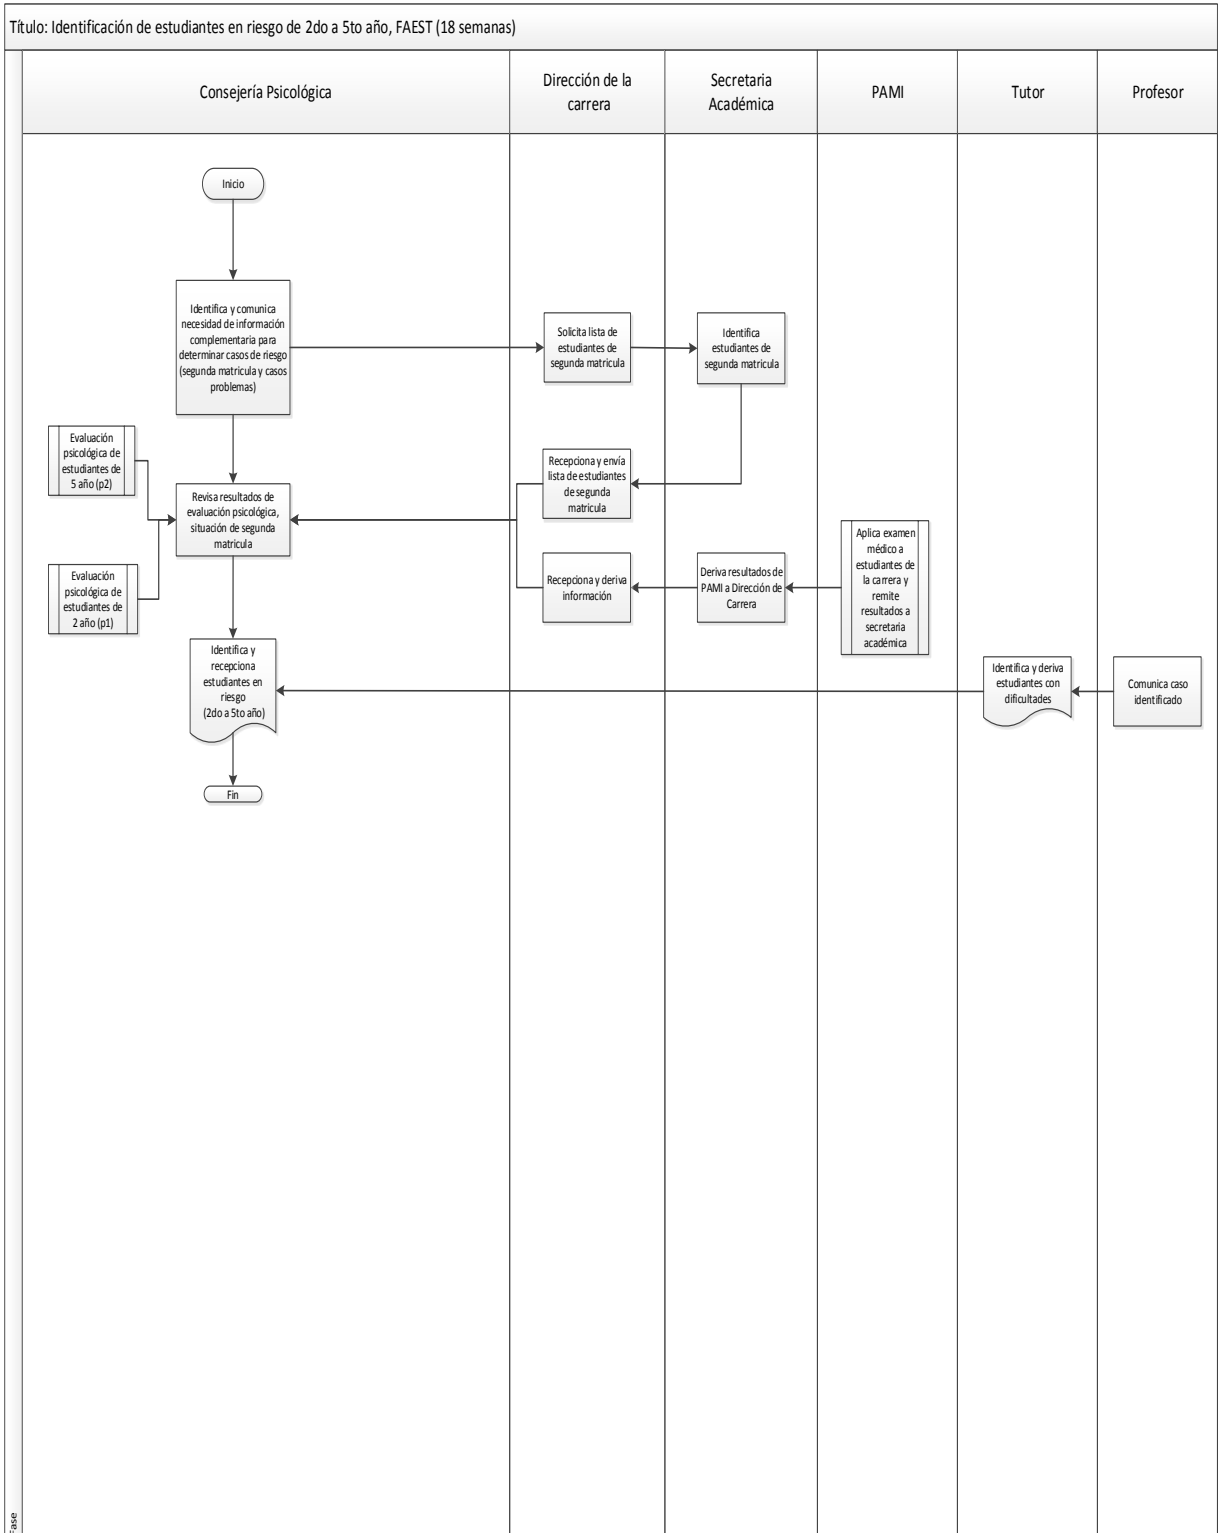 Título: Identificación de estudiantes en riesgo de 2do a 5to año, FAEST (18 semanas)
Consejería Psicológica
Dirección de la
carrera
Secretaria
Académica
PAMI
Tutor
Profesor
Inicio
Identifica y comunica
necesidad de información
complementaria para
determinar casos de riesgo
(segunda matricula y casos
problemas)
Solicita lista de
estudiantes de
segunda matricula
Identifica
estudiantes de
segunda matricula
Evaluación
psicológica de
estudiantes de
5 año (p2)
Recepciona y envía
lista de estudiantes
de segunda
matricula
Revisa resultados de
evaluación psicológica,
situación de segunda
matricula
Aplica examen
médico a
estudiantes de
la carrera y
remite
resultados a
secretaria
académica
Evaluación
psicológica de
estudiantes de
2 año (p1)
Recepciona y deriva
información
Deriva resultados de
PAMI a Dirección de
Carrera
Identifica y
recepciona
estudiantes en
riesgo
(2do a 5to año)
Identifica y deriva
estudiantes con
dificultades
Comunica caso
identificado
Fin
Fase